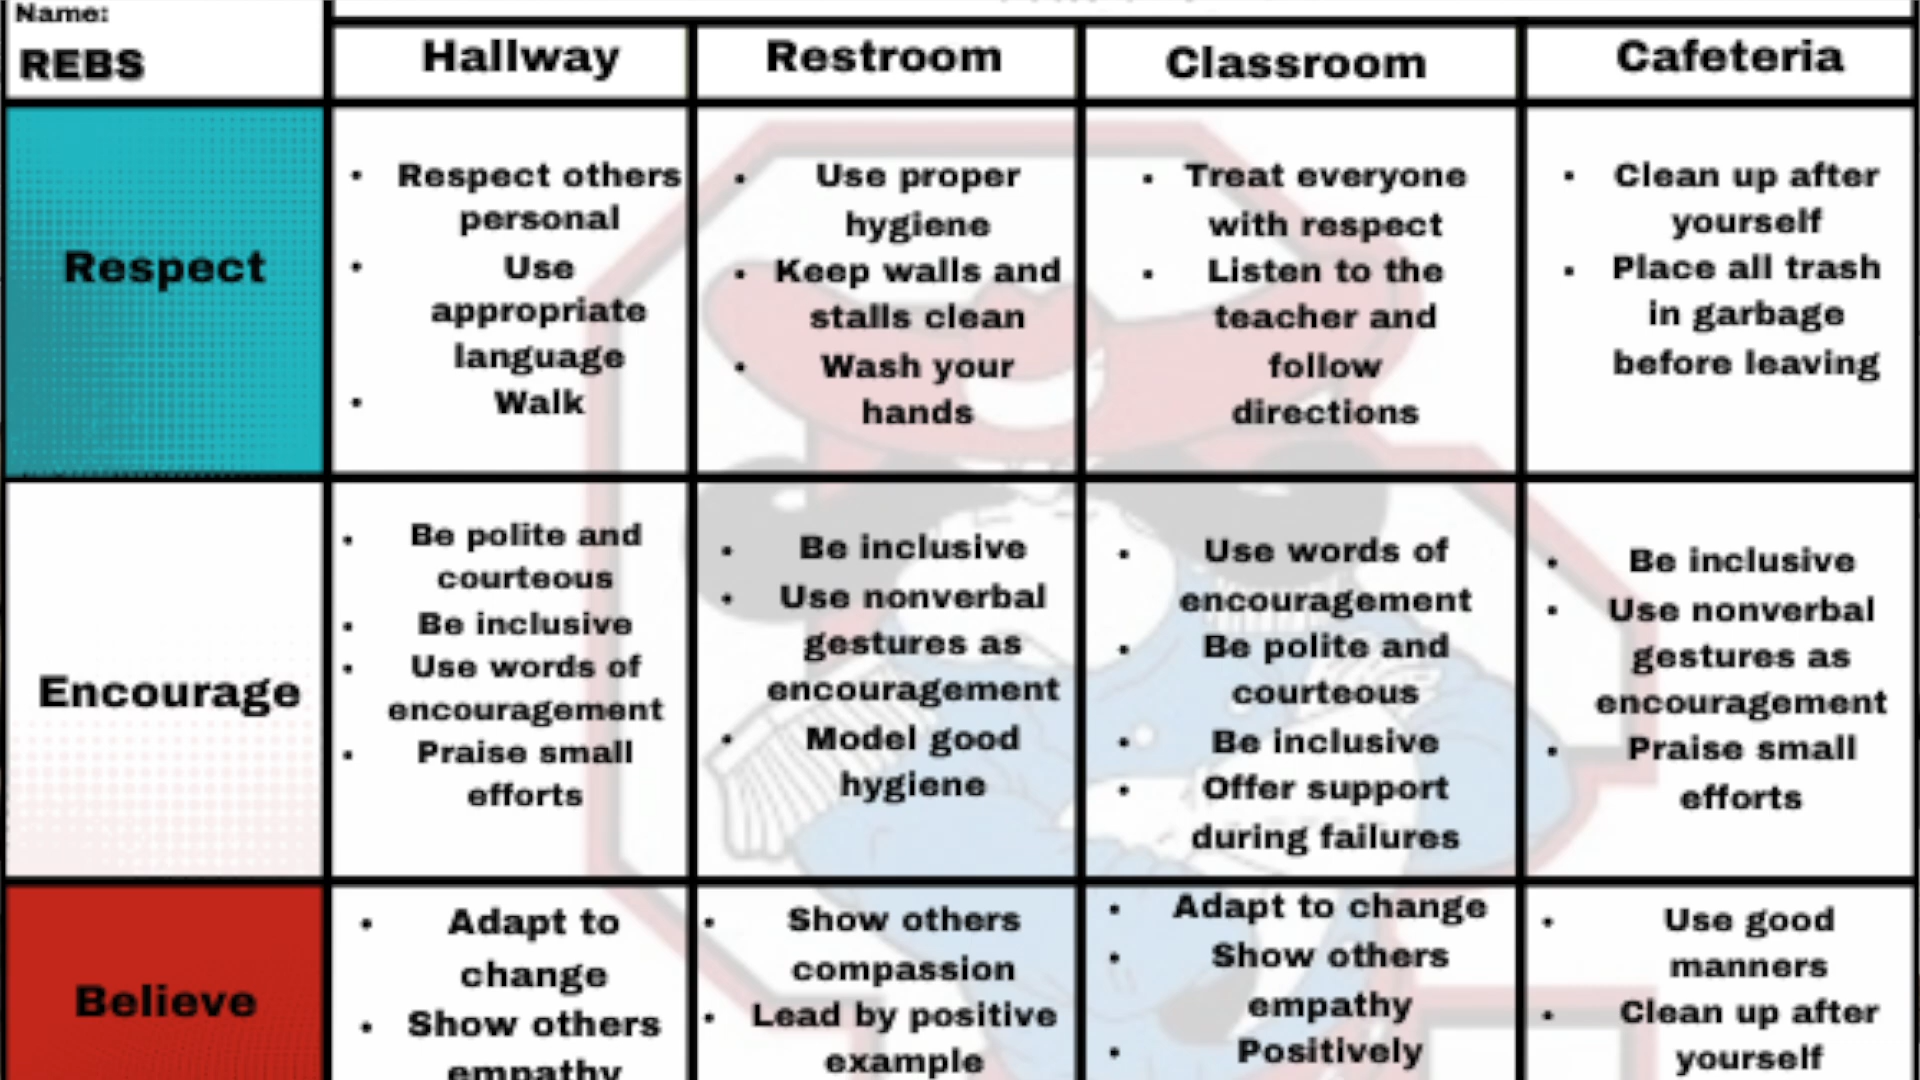 Name:
REBS
Hallway
Restroom
Classroom
Cafeteria
Respect
• Respect others
personal
• Use
appropriate
language
• Walk
• Use proper
hygiene
• Keep walls and
stalls clean
• Wash your
hands
• Treat everyone
with respect
• Listen to the
teacher and
follow
directions
• Clean up after
yourself
• Place all trash
in garbage
before leaving
Encourage
• Be polite and
courteous
• Be inclusive
• Use words of
encouragement
• Praise small
efforts
• Be inclusive
• Use nonverbal
gestures as
encouragement
• Model good
hygiene
• Use words of
encouragement
• Be polite and
courteous
• Be inclusive
• Offer support
during failures
• Be inclusive
• Use nonverbal
gestures as
encouragement
• Praise small
efforts
Believe
• Adapt to
change
• Show others
empathy
• Show others
compassion
• Lead by positive
example
• Adapt to change
• Show others
empathy
• Positively
• Use good
manners
• Clean up after
yourself